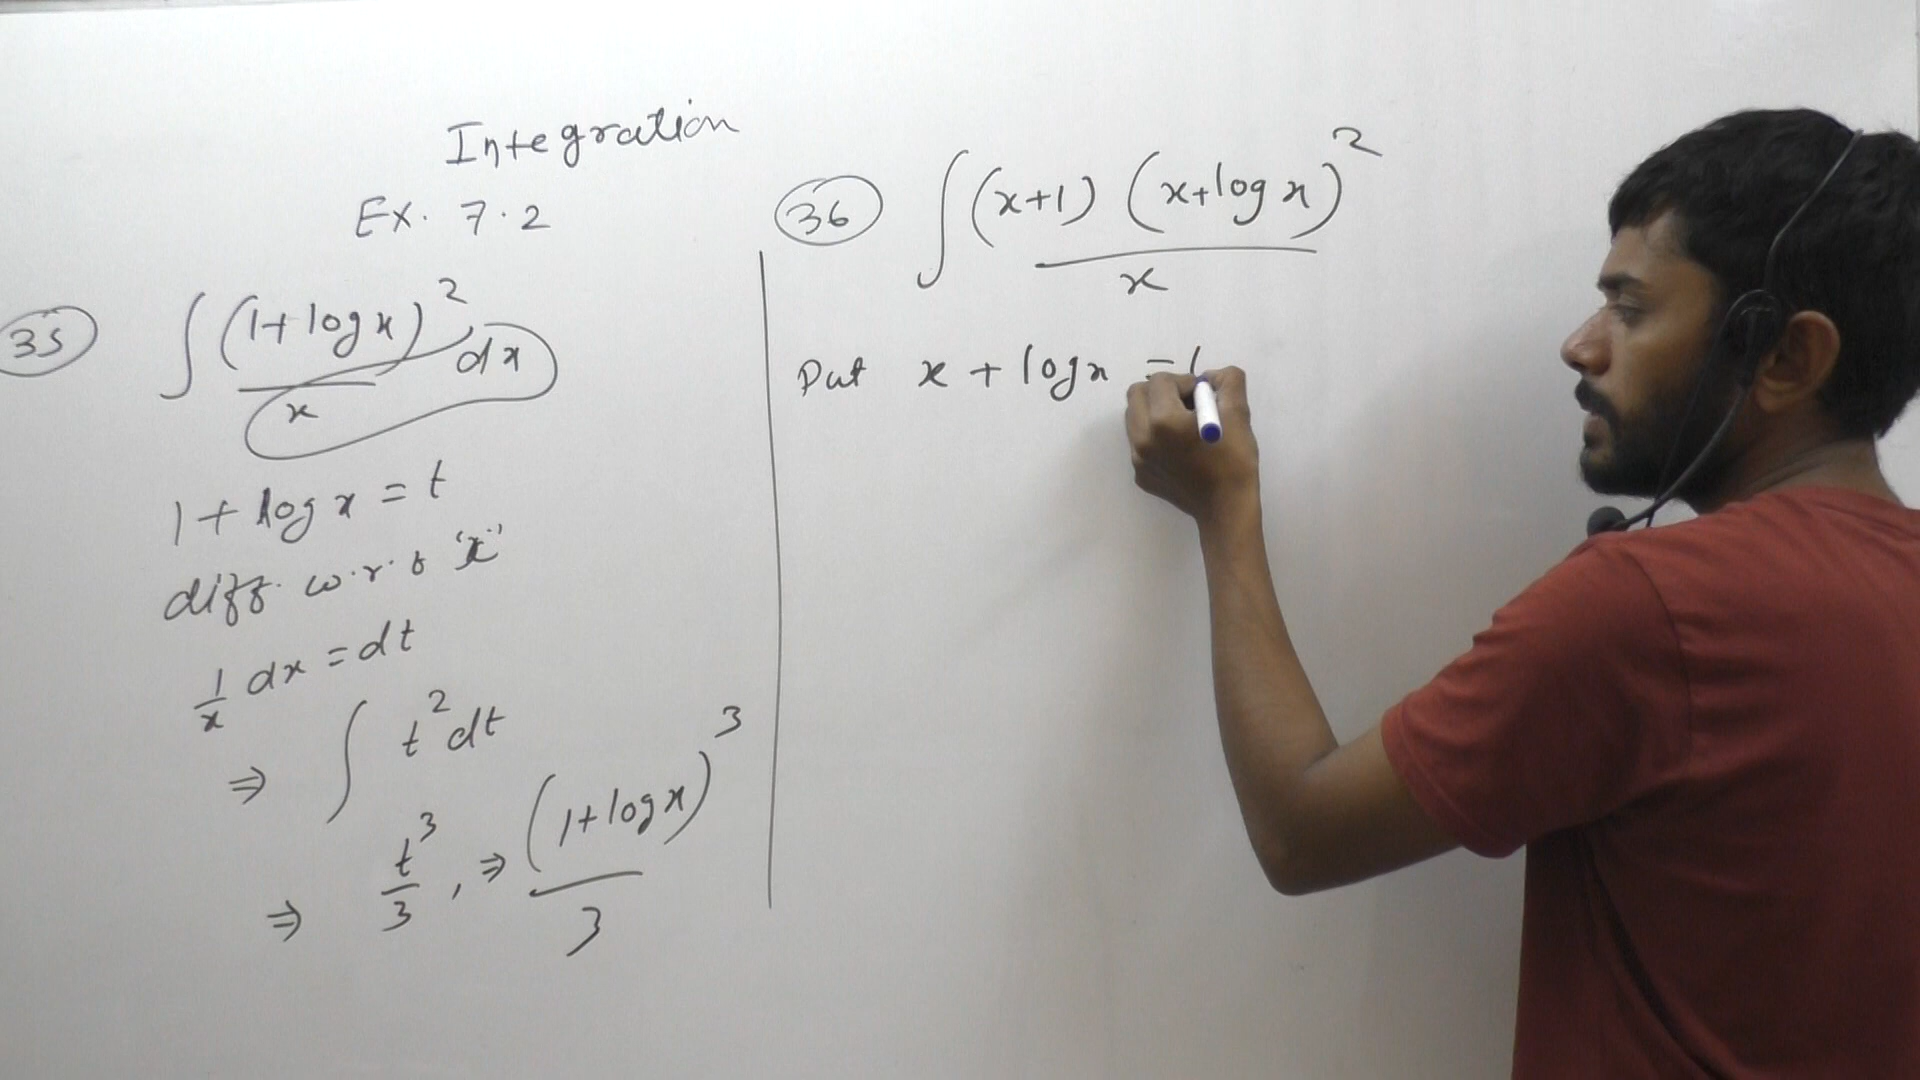 Integration
Ex. 7.2
35 ∫ (1+log x)² / x dx
1 + log x = t
diff. w.r.t 'x'
1/x dx = dt
⇒ ∫ t² dt
⇒ t³/3, ⇒ (1+log x)³/3
36 ∫ (x+1) (x+log x)² / x
Put x + log x =